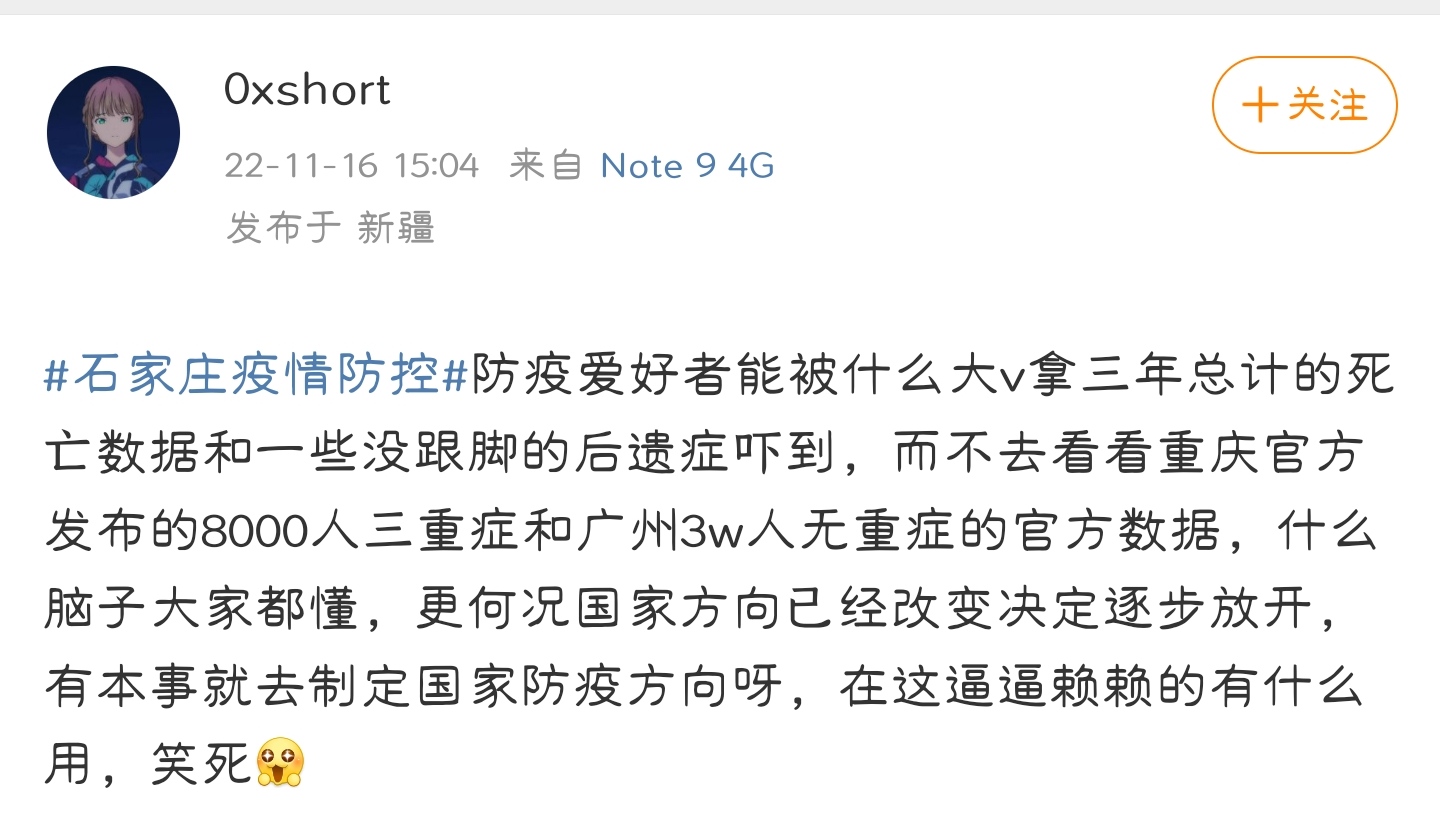 0xshort
十关注
22-11-16 15:04 来自 Note 9 4G
发布于 新疆
#石家庄疫情防控#防疫爱好者能被什么大v拿三年总计的死
亡数据和一些没跟脚的后遗症吓到，而不去看看重庆官方
发布的8000人三重症和广州3w人无重症的官方数据，什么
脑子大家都懂，更何况国家方向已经改变决定逐步放开，
有本事就去制定国家防疫方向呀，在这逼逼赖赖的有什么
用，笑死